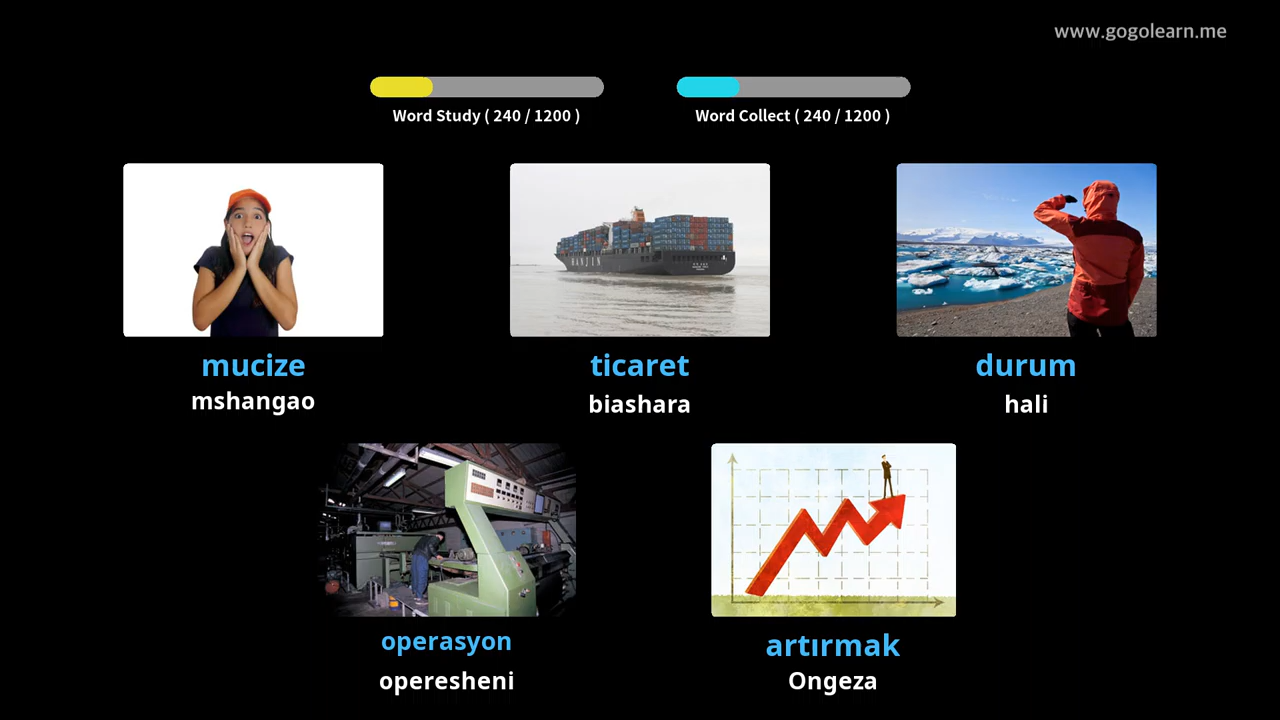 www.gogolearn.me
Word Study ( 240 / 1200 )
Word Collect ( 240 / 1200 )
HANJIN
mucize
mshangao
ticaret
biashara
durum
hali
operasyon
operesheni
artırmak
Ongeza